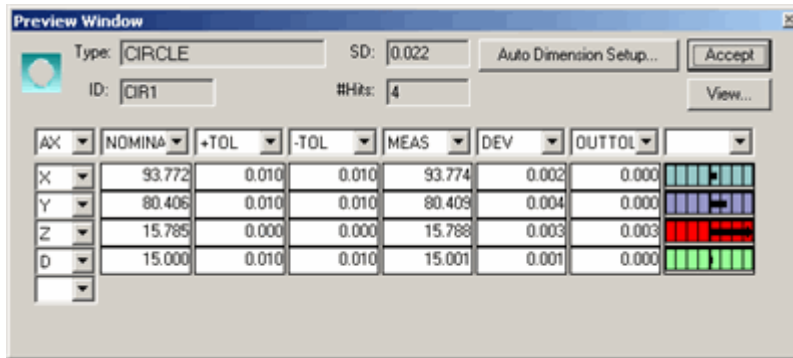 Preview Window
Type: CIRCLE SD: 0.022 Auto Dimension Setup... Accept
ID: CIR1 #Hits: 4 View...
AX NOMINA +TOL -TOL MEAS DEV OUTTOL
X 93.772 0.010 0.010 93.774 0.002 0.000
Y 80.406 0.010 0.010 80.409 0.004 0.000
Z 15.785 0.000 0.000 15.788 0.003 0.003
D 15.000 0.010 0.010 15.001 0.001 0.000